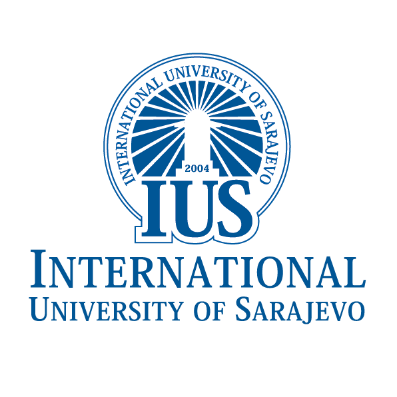 INTERNATIONAL UNIVERSITY OF SARAJEVO
2004
IUS
INTERNATIONAL
UNIVERSITY OF SARAJEVO